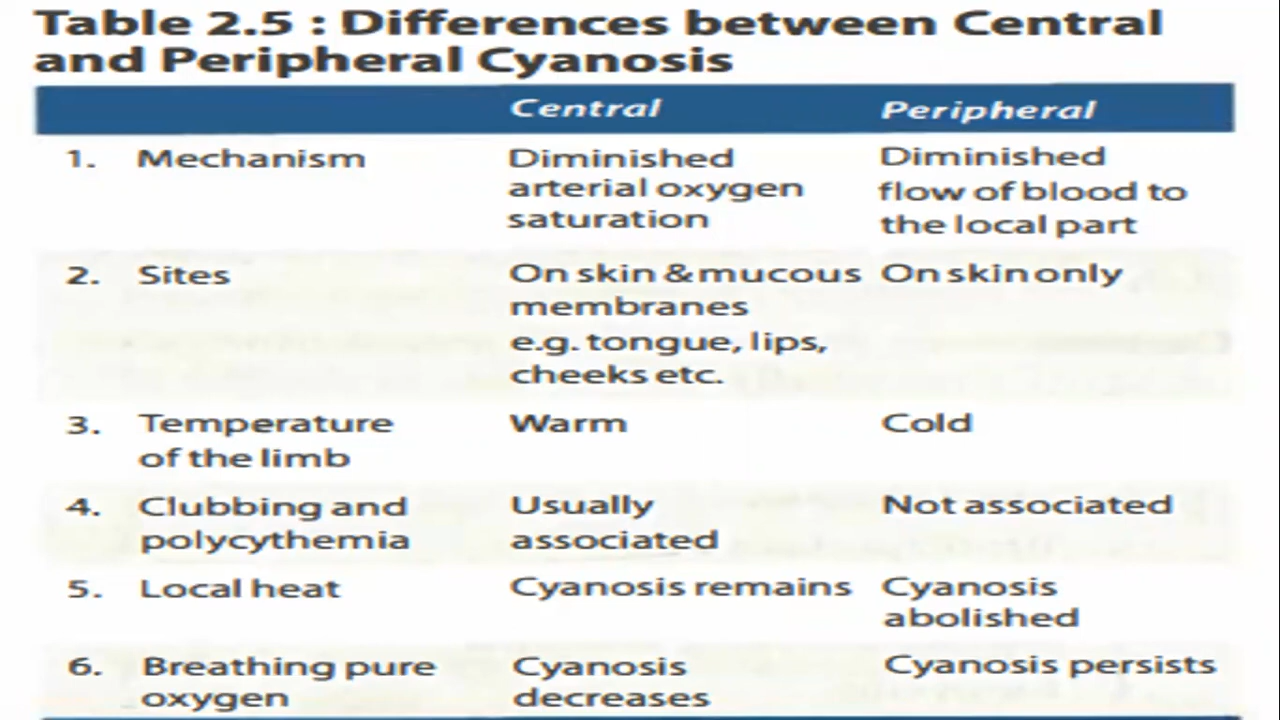 Table 2.5 : Differences between Central
and Peripheral Cyanosis
Central Peripheral
1. Mechanism Diminished Diminished
arterial oxygen flow of blood to
saturation the local part
2. Sites On skin & mucous On skin only
membranes
e.g. tongue, lips,
cheeks etc.
3. Temperature Warm Cold
of the limb
4. Clubbing and Usually Not associated
polycythemia associated
5. Local heat Cyanosis remains Cyanosis
abolished
6. Breathing pure Cyanosis Cyanosis persists
oxygen decreases